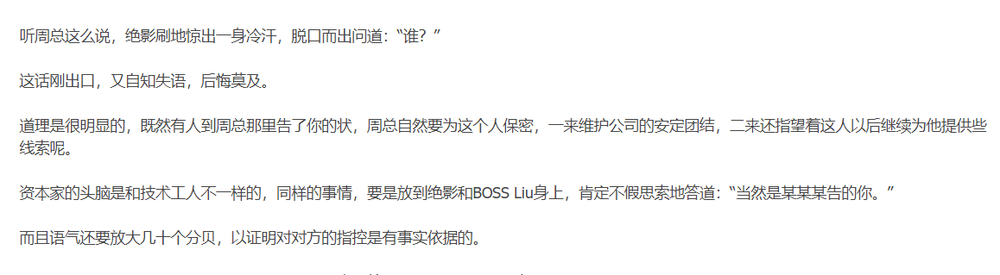 听周总这么说，绝影刷地惊出一身冷汗，脱口而出问道：“谁？”
这话刚出口，又自知失语，后悔莫及。
道理是很明显的，既然有人到周总那里告了你的状，周总自然要为这个人保密，一来维护公司的安定团结，二来还指望着这人以后继续为他提供些
线索呢。
资本家的头脑是和技术工人不一样的，同样的事情，要是放到绝影和BOSS Liu身上，肯定不假思索地答道：“当然是某某某告的你。”
而且语气还要放大几十个分贝，以证明对对方的指控是有事实依据的。